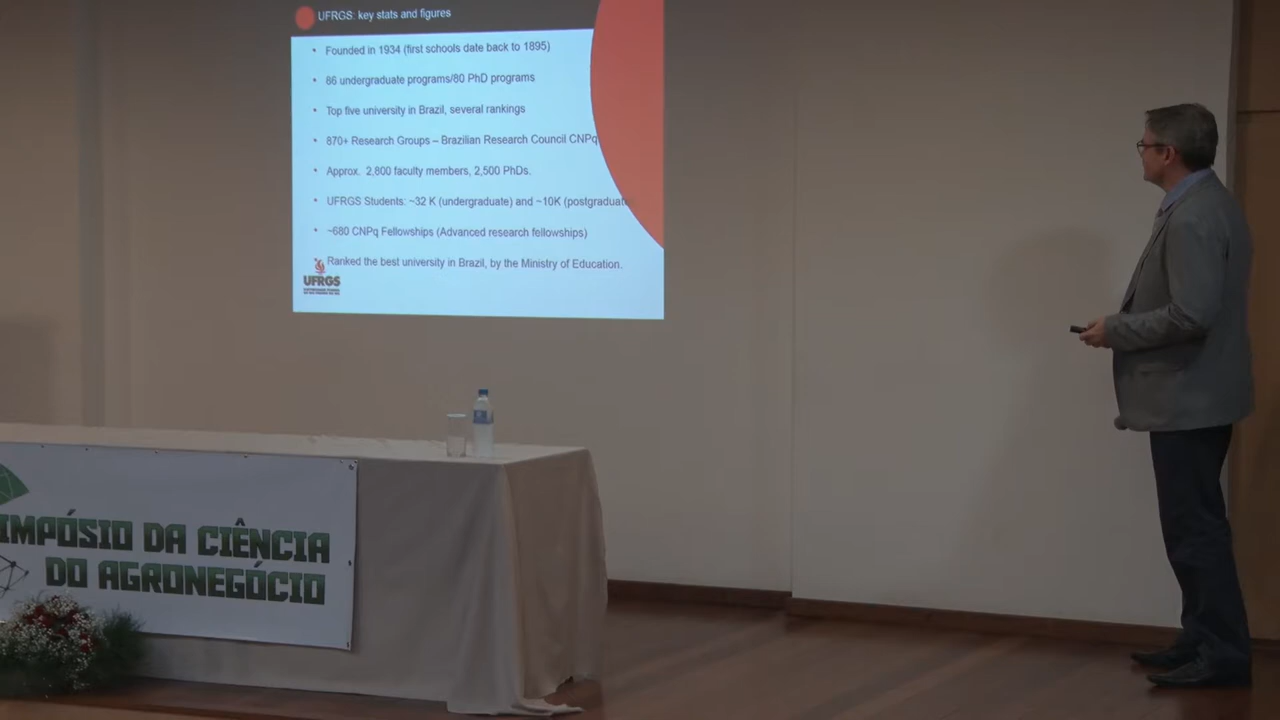 UFRGS: key stats and figures
• Founded in 1934 (first schools date back to 1895)
• 86 undergraduate programs/80 PhD programs
• Top five university in Brazil, several rankings
• 870+ Research Groups – Brazilian Research Council CNPq
• Approx. 2,800 faculty members, 2,500 PhDs.
• UFRGS Students: ~32 K (undergraduate) and ~10K (postgraduate
• ~680 CNPq Fellowships (Advanced research fellowships)
Ranked the best university in Brazil, by the Ministry of Education.
UFRGS
IMPÓSIO DA CIÊNCIA
DO AGRONEGÓCIO